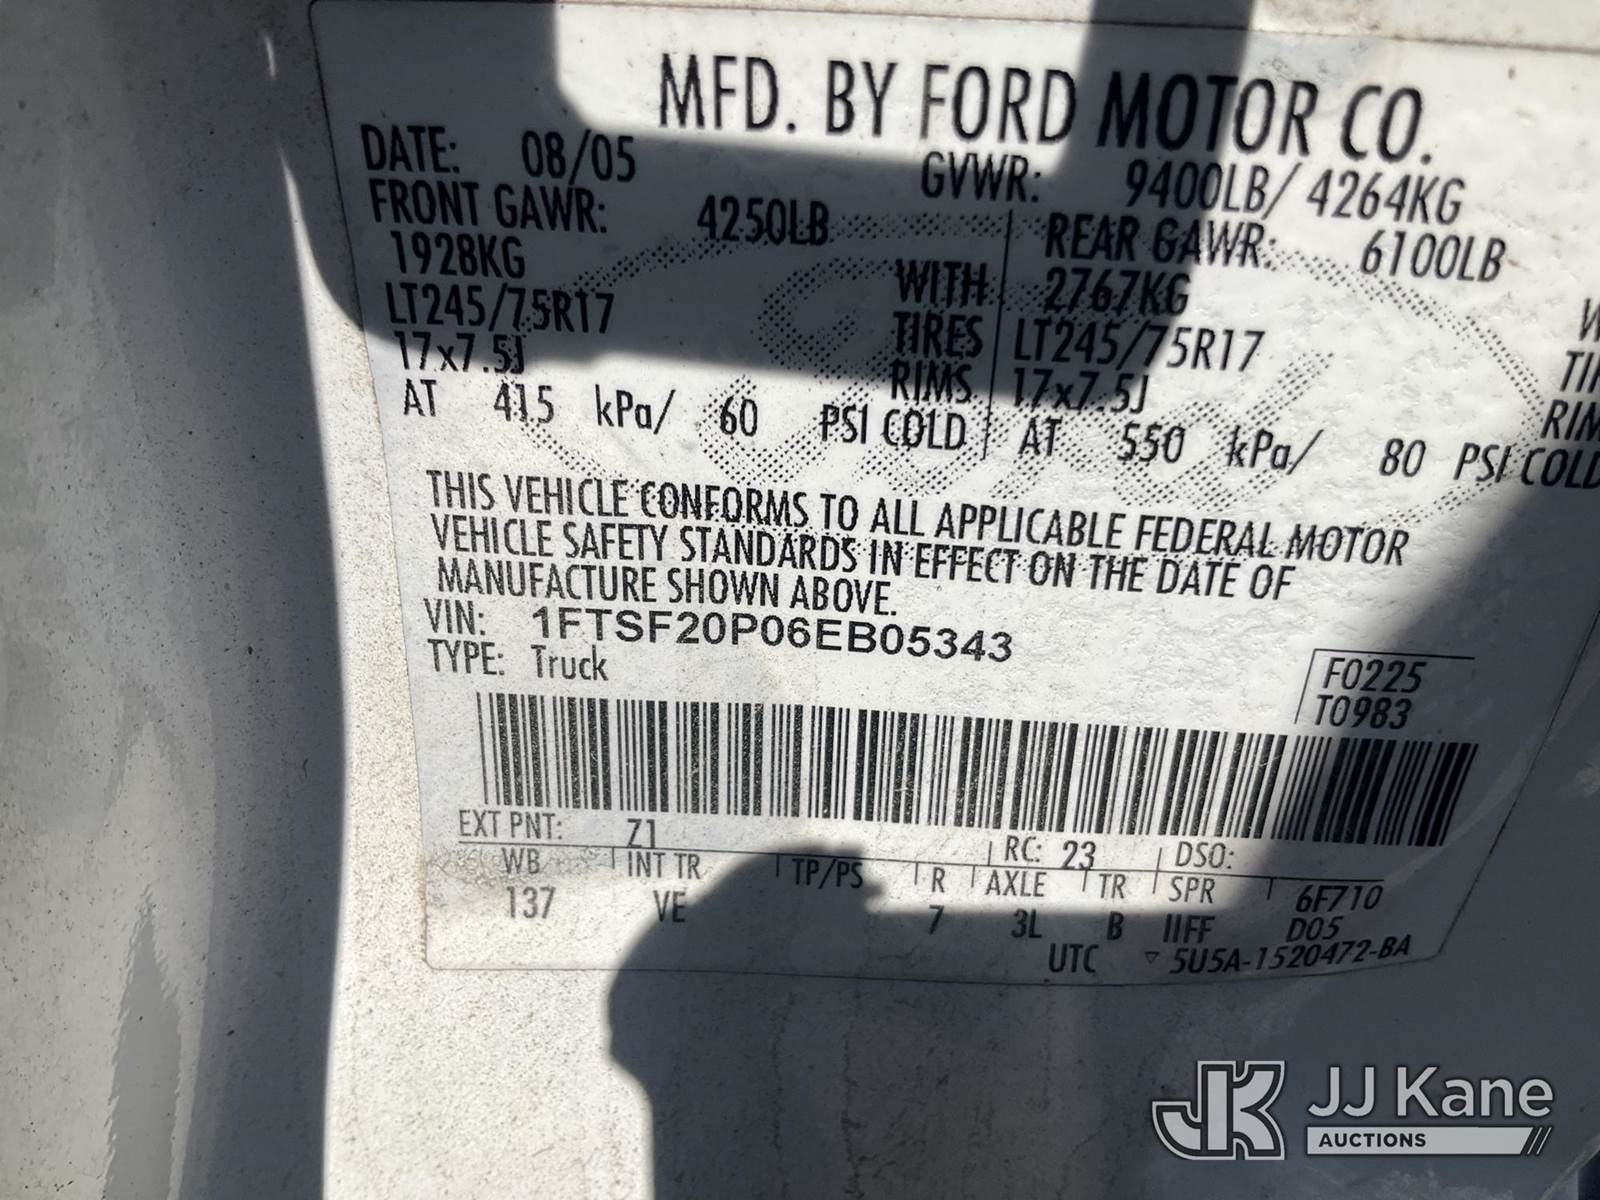 MFD. BY FORD MOTOR CO.
DATE: 08/05 GVWR: 9400LB/ 4264KG
FRONT GAWR: 4250LB REAR GAWR: 6100LB
1928KG WITH 2767KG
LT245/75R17 TIRES LT245/75R17
17x7.5J RIMS 17x7.5J
AT 415 kPa/ 60 PSI COLD AT 550 kPa/ 80 PSI COLD
THIS VEHICLE CONFORMS TO ALL APPLICABLE FEDERAL MOTOR
VEHICLE SAFETY STANDARDS IN EFFECT ON THE DATE OF
MANUFACTURE SHOWN ABOVE.
VIN: 1FTSF20P06EB05343
TYPE: Truck
F0225
T0983
EXT PNT: Z1 RC: 23 DSO:
WB INT TR TP/PS R AXLE TR SPR 6F710
137 VE 7 3L B IIFF D05
UTC ▽ 5U5A-1520472-BA
JK JJ Kane
AUCTIONS